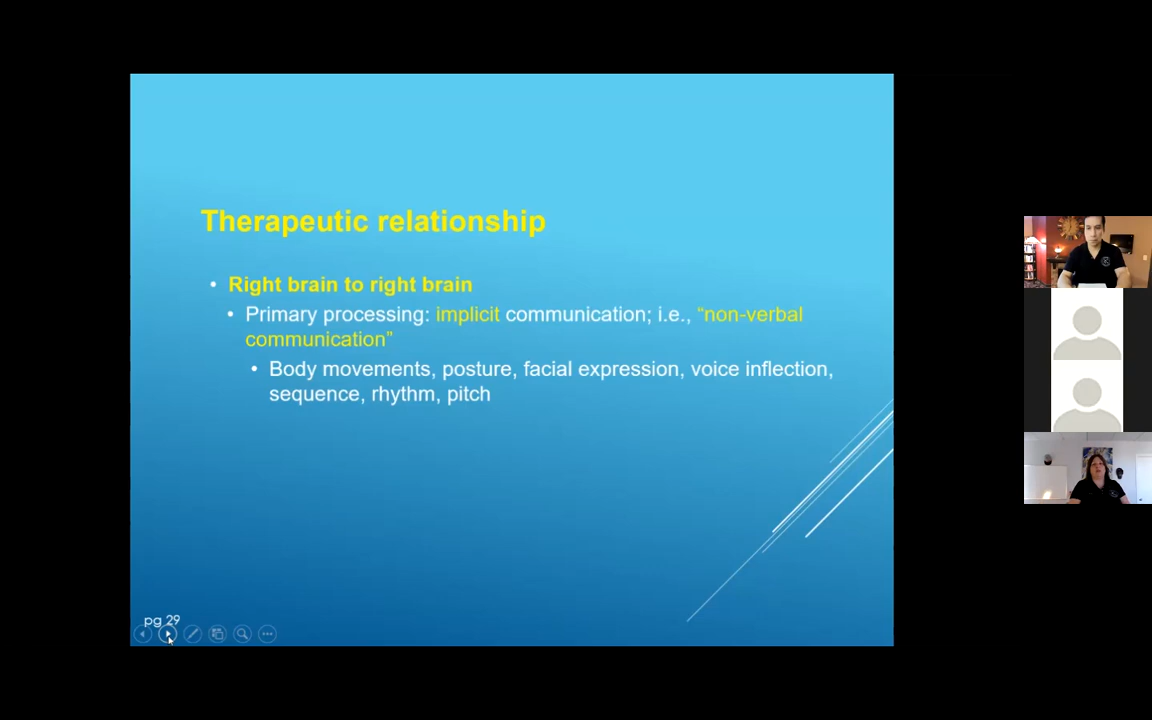 Therapeutic relationship
• Right brain to right brain
• Primary processing: implicit communication; i.e., “non-verbal
communication”
• Body movements, posture, facial expression, voice inflection,
sequence, rhythm, pitch
pg 29